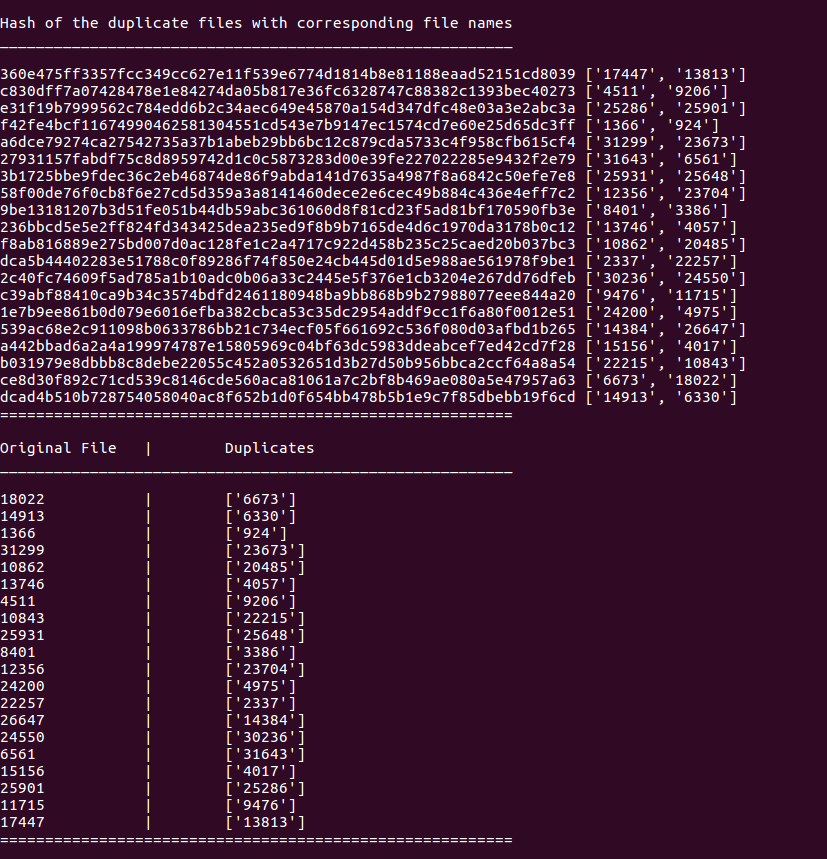 Hash of the duplicate files with corresponding file names
_________________________________________________________
360e475ff3357fcc349cc627e11f539e6774d1814b8e81188eaad52151cd8039 ['17447', '13813']
c830dff7a07428478e1e84274da05b817e36fc6328747c88382c1393bec40273 ['4511', '9206']
e31f19b7999562c784edd6b2c34aec649e45870a154d347dfc48e03a3e2abc3a ['25286', '25901']
f42fe4bcf11674990462581304551cd543e7b9147ec1574cd7e60e25d65dc3ff ['1366', '924']
a6dce79274ca27542735a37b1abeb29bb6bc12c879cda5733c4f958cfb615cf4 ['31299', '23673']
27931157fabdf75c8d8959742d1c0c5873283d00e39fe227022285e9432f2e79 ['31643', '6561']
3b1725bbe9fdec36c2eb46874de86f9abda141d7635a4987f8a6842c50efe7e8 ['25931', '25648']
58f00de76f0cb8f6e27cd5d359a3a8141460dece2e6cec49b884c436e4eff7c2 ['12356', '23704']
9be13181207b3d51fe051b44db59abc361060d8f81cd23f5ad81bf170590fb3e ['8401', '3386']
236bbcd5e5e2ff824fd343425dea235ed9f8b9b7165de4d6c1970da3178b0c12 ['13746', '4057']
f8ab816889e275bd007d0ac128fe1c2a4717c922d458b235c25caed20b037bc3 ['10862', '20485']
dca5b44402283e51788c0f89286f74f850e24cb445d01d5e988ae561978f9be1 ['2337', '22257']
2c40fc74609f5ad785a1b10adc0b06a33c2445e5f376e1cb3204e267dd76dfeb ['30236', '24550']
c39abf88410ca9b34c3574bdfd2461180948ba9bb868b9b27988077eee844a20 ['9476', '11715']
1e7b9ee861b0d079e6016efba382cbca53c35dc2954addf9cc1f6a80f0012e51 ['24200', '4975']
539ac68e2c911098b0633786bb21c734ecf05f661692c536f080d03afbd1b265 ['14384', '26647']
a442bbad6a2a4a199974787e15805969c04bf63dc5983ddeabcef7ed42cd7f28 ['15156', '4017']
b031979e8dbbb8c8debe22055c452a0532651d3b27d50b956bbca2ccf64a8a54 ['22215', '10843']
ce8d30f892c71cd539c8146cde560aca81061a7c2bf8b469ae080a5e47957a63 ['6673', '18022']
dcad4b510b728754058040ac8f652b1d0f654bb478b5b1e9c7f85dbebb19f6cd ['14913', '6330']
=========================================================
Original File | Duplicates
_________________________________________________________
18022 | ['6673']
14913 | ['6330']
1366 | ['924']
31299 | ['23673']
10862 | ['20485']
13746 | ['4057']
4511 | ['9206']
10843 | ['22215']
25931 | ['25648']
8401 | ['3386']
12356 | ['23704']
24200 | ['4975']
22257 | ['2337']
26647 | ['14384']
24550 | ['30236']
6561 | ['31643']
15156 | ['4017']
25901 | ['25286']
11715 | ['9476']
17447 | ['13813']
=========================================================